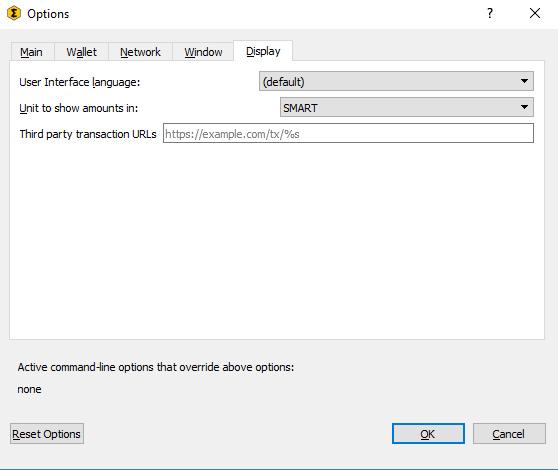 Options
?
Main
Wallet
Network
Window
Display
User Interface language:
(default)
Unit to show amounts in:
SMART
Third party transaction URLs
https://example.com/tx/%s
Active command-line options that override above options:
none
Reset Options
OK
Cancel